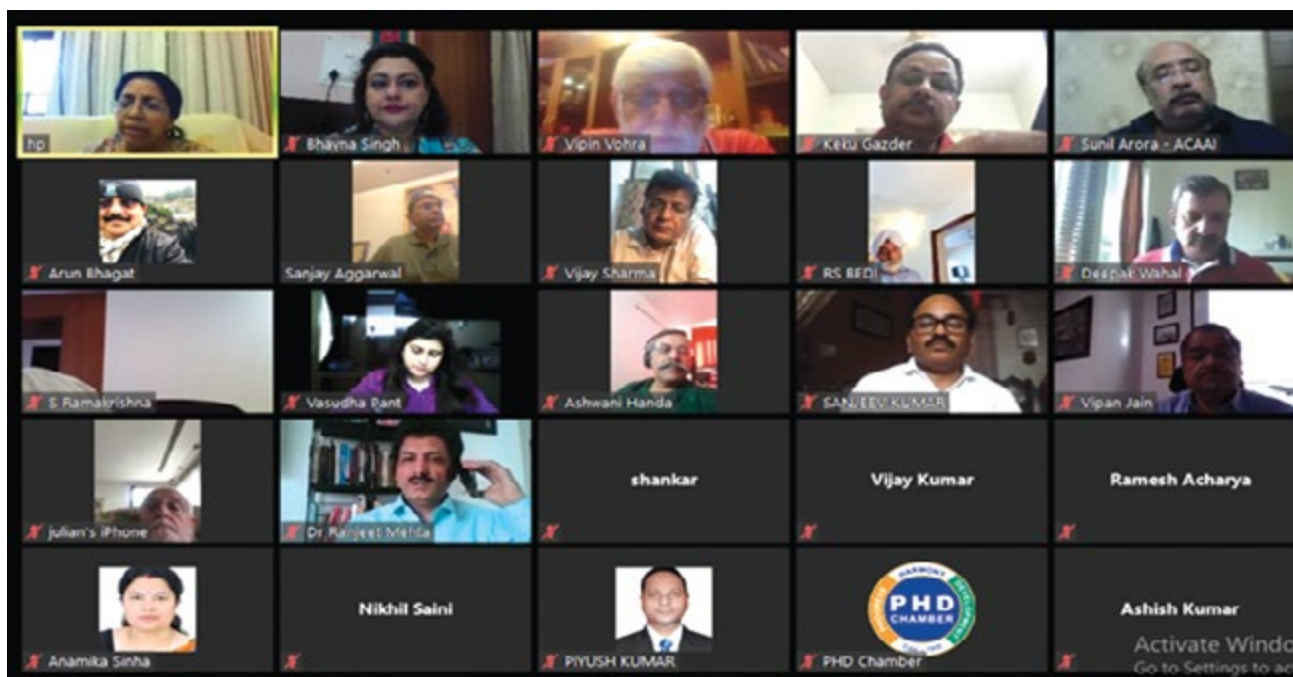 hp
Bhavna Singh
Vipin Vohra
Keku Gazder
Sunil Arora - ACAAI
Arun Bhagat
Sanjay Aggarwal
Vijay Sharma
RS BEDI
Deepak Wahal
S Ramakrishna
Vasudha Pant
Ashwani Handa
SANJEEV KUMAR
Vipan Jain
julian's iPhone
Dr Ranjeet Mehta
shankar
Vijay Kumar
Ramesh Acharya
Anamika Sinha
Nikhil Saini
PIYUSH KUMAR
PROGRESS HARMONY DEVELOPMENT
PHD
CHAMBER
PHD Chamber
Ashish Kumar
Activate Windo
Go to Settings to ac